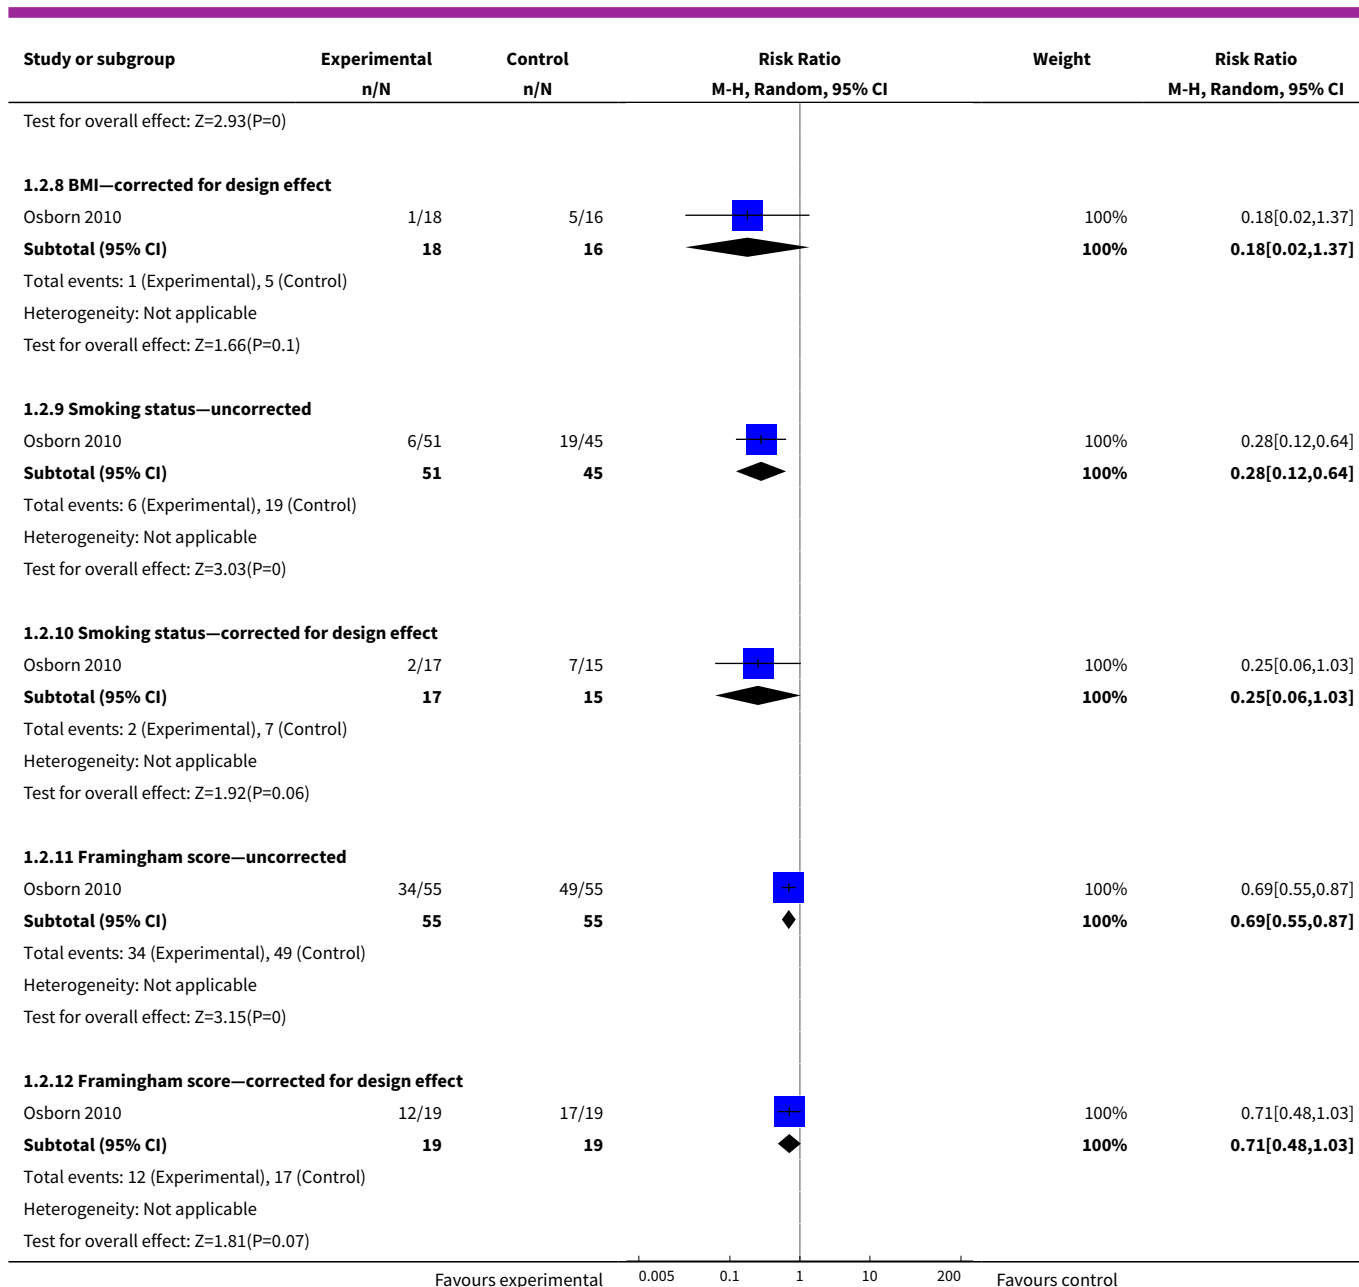 Study or subgroup Experimental Control Risk Ratio Weight Risk Ratio
n/N n/N M-H, Random, 95% CI M-H, Random, 95% CI
Test for overall effect: Z=2.93(P=0)
1.2.8 BMI—corrected for design effect
Osborn 2010 1/18 5/16 100% 0.18[0.02,1.37]
Subtotal (95% CI) 18 16 100% 0.18[0.02,1.37]
Total events: 1 (Experimental), 5 (Control)
Heterogeneity: Not applicable
Test for overall effect: Z=1.66(P=0.1)
1.2.9 Smoking status—uncorrected
Osborn 2010 6/51 19/45 100% 0.28[0.12,0.64]
Subtotal (95% CI) 51 45 100% 0.28[0.12,0.64]
Total events: 6 (Experimental), 19 (Control)
Heterogeneity: Not applicable
Test for overall effect: Z=3.03(P=0)
1.2.10 Smoking status—corrected for design effect
Osborn 2010 2/17 7/15 100% 0.25[0.06,1.03]
Subtotal (95% CI) 17 15 100% 0.25[0.06,1.03]
Total events: 2 (Experimental), 7 (Control)
Heterogeneity: Not applicable
Test for overall effect: Z=1.92(P=0.06)
1.2.11 Framingham score—uncorrected
Osborn 2010 34/55 49/55 100% 0.69[0.55,0.87]
Subtotal (95% CI) 55 55 100% 0.69[0.55,0.87]
Total events: 34 (Experimental), 49 (Control)
Heterogeneity: Not applicable
Test for overall effect: Z=3.15(P=0)
1.2.12 Framingham score—corrected for design effect
Osborn 2010 12/19 17/19 100% 0.71[0.48,1.03]
Subtotal (95% CI) 19 19 100% 0.71[0.48,1.03]
Total events: 12 (Experimental), 17 (Control)
Heterogeneity: Not applicable
Test for overall effect: Z=1.81(P=0.07)
Favours experimental 0.005 0.1 1 10 200 Favours control